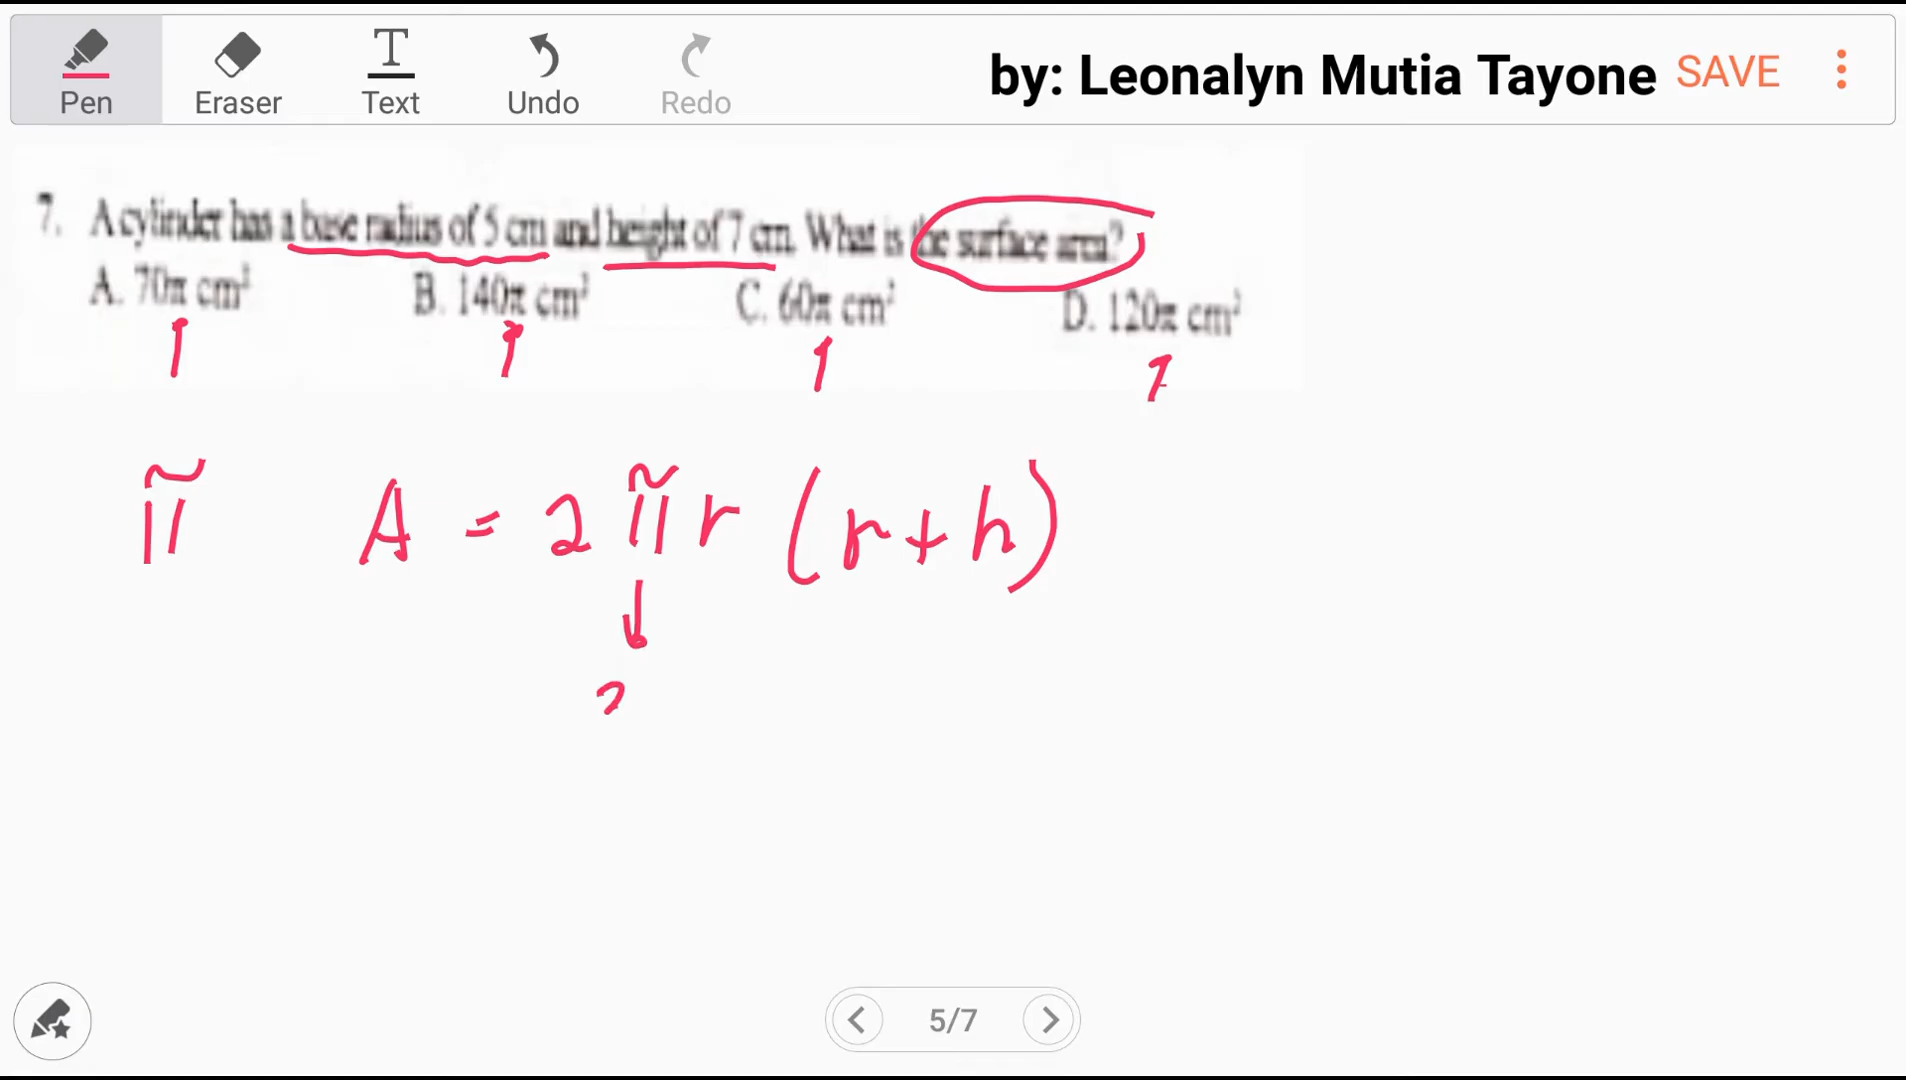 Pen Eraser Text Undo Redo by: Leonalyn Mutia Tayone SAVE
7. A cylinder has a base radius of 5 cm and height of 7 cm. What is the surface area?
A. 70π cm² B. 140π cm² C. 60π cm² D. 120π cm²
π A = 2πr (r+h)
5/7